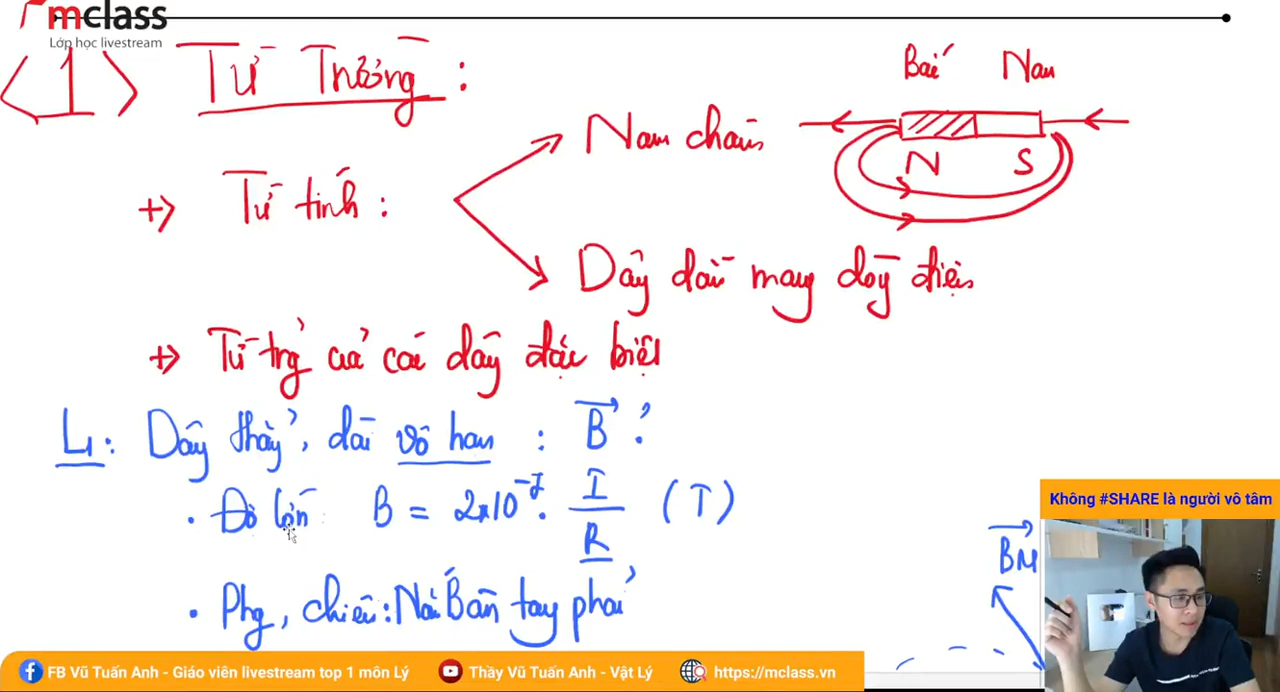 mclass
Lớp học livestream
<1> Từ Trường :
Bắc Nam
Nam châm
N S
+> Từ tính :
Dây dẫn mang dòng điện
+> Từ trg của các dây đặc biệt
L1: Dây thẳng, dài vô hạn : B :
• Độ lớn B = 2x10^-7 . I/R (T)
Không #SHARE là người vô tâm
BM
• Phg, chiều: Nắm Bàn tay phải
FB Vũ Tuấn Anh - Giáo viên livestream top 1 môn Lý Thầy Vũ Tuấn Anh - Vật Lý https://mclass.vn